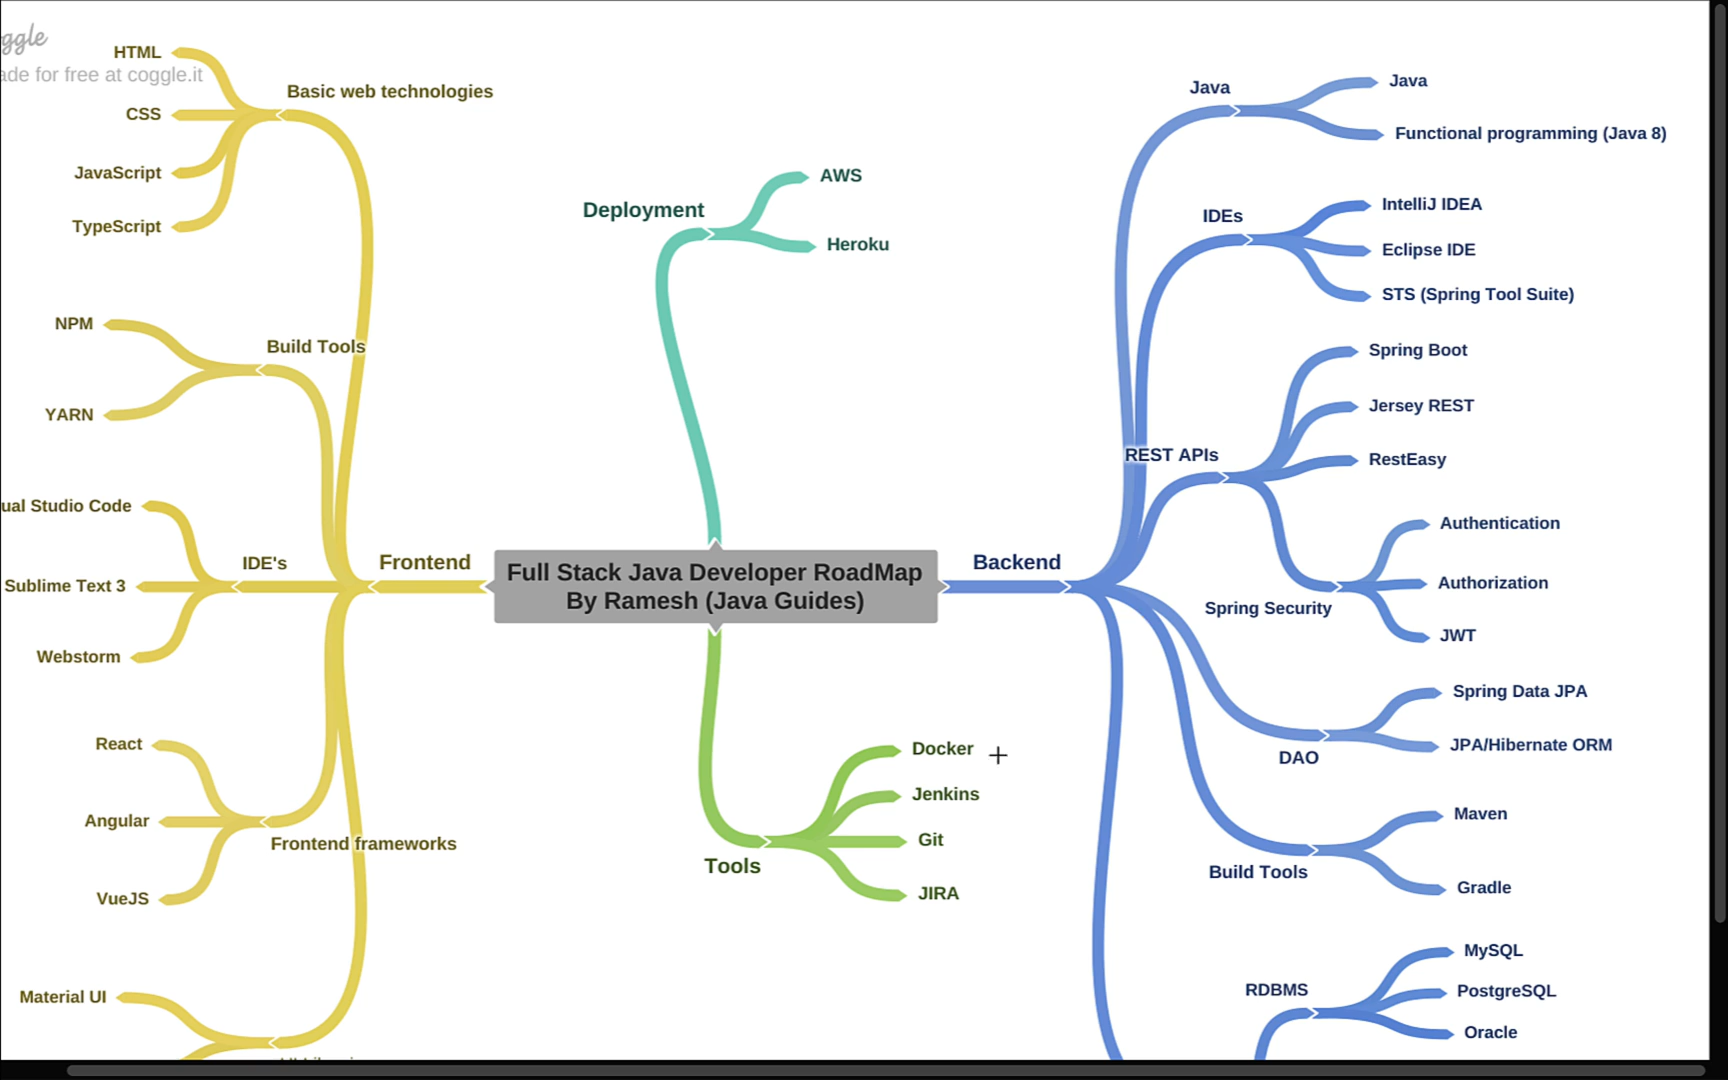 HTML
ade for free at coggle.it
CSS
JavaScript
TypeScript
Basic web technologies
NPM
YARN
Build Tools
ual Studio Code
Sublime Text 3
Webstorm
IDE's
Frontend
React
Angular
VueJS
Frontend frameworks
Material UI
Deployment
AWS
Heroku
Full Stack Java Developer RoadMap
By Ramesh (Java Guides)
Tools
Docker
Jenkins
Git
JIRA
Backend
Java
Java
Functional programming (Java 8)
IDEs
IntelliJ IDEA
Eclipse IDE
STS (Spring Tool Suite)
REST APIs
Spring Boot
Jersey REST
RestEasy
Spring Security
Authentication
Authorization
JWT
DAO
Spring Data JPA
JPA/Hibernate ORM
Build Tools
Maven
Gradle
RDBMS
MySQL
PostgreSQL
Oracle